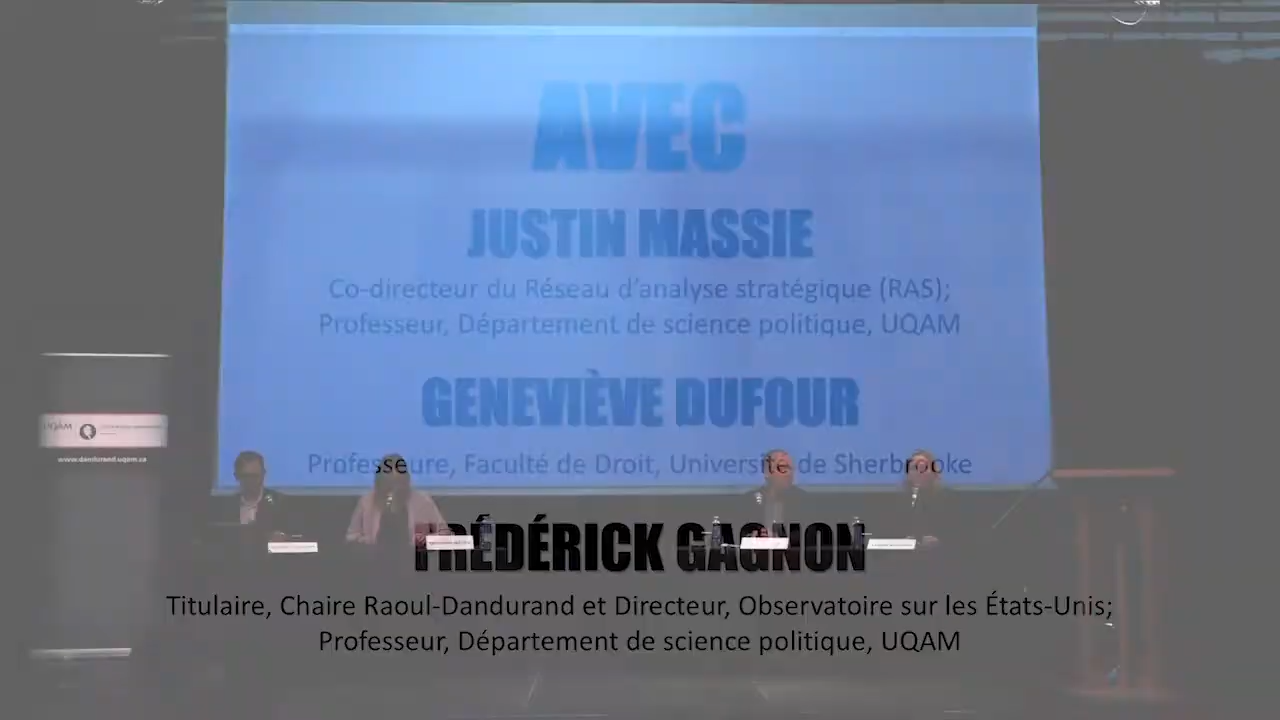 AVEC
JUSTIN MASSIE
Co-directeur du Réseau d'analyse stratégique (RAS);
Professeur, Département de science politique, UQAM
GENEVIÈVE DUFOUR
Professeure, Faculté de Droit, Université de Sherbrooke
FRÉDÉRICK GAGNON
Titulaire, Chaire Raoul-Dandurand et Directeur, Observatoire sur les États-Unis;
Professeur, Département de science politique, UQAM
UQAM
www.dandurand.uqam.ca